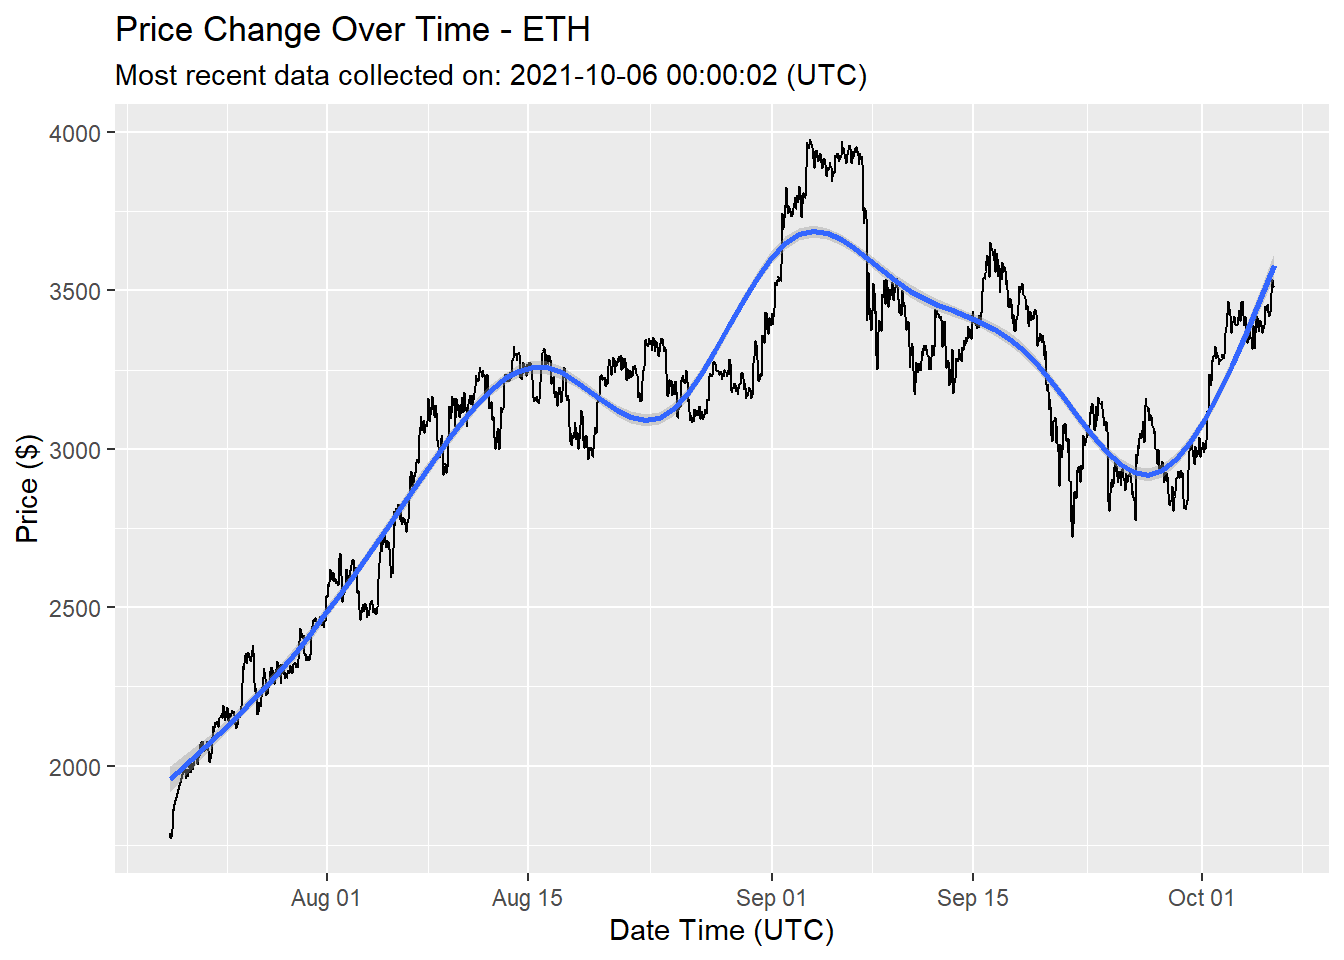 Price Change Over Time - ETH
Most recent data collected on: 2021-10-06 00:00:02 (UTC)
4000
3500
3000
2500
2000
Price ($)
Aug 01
Aug 15
Sep 01
Sep 15
Oct 01
Date Time (UTC)